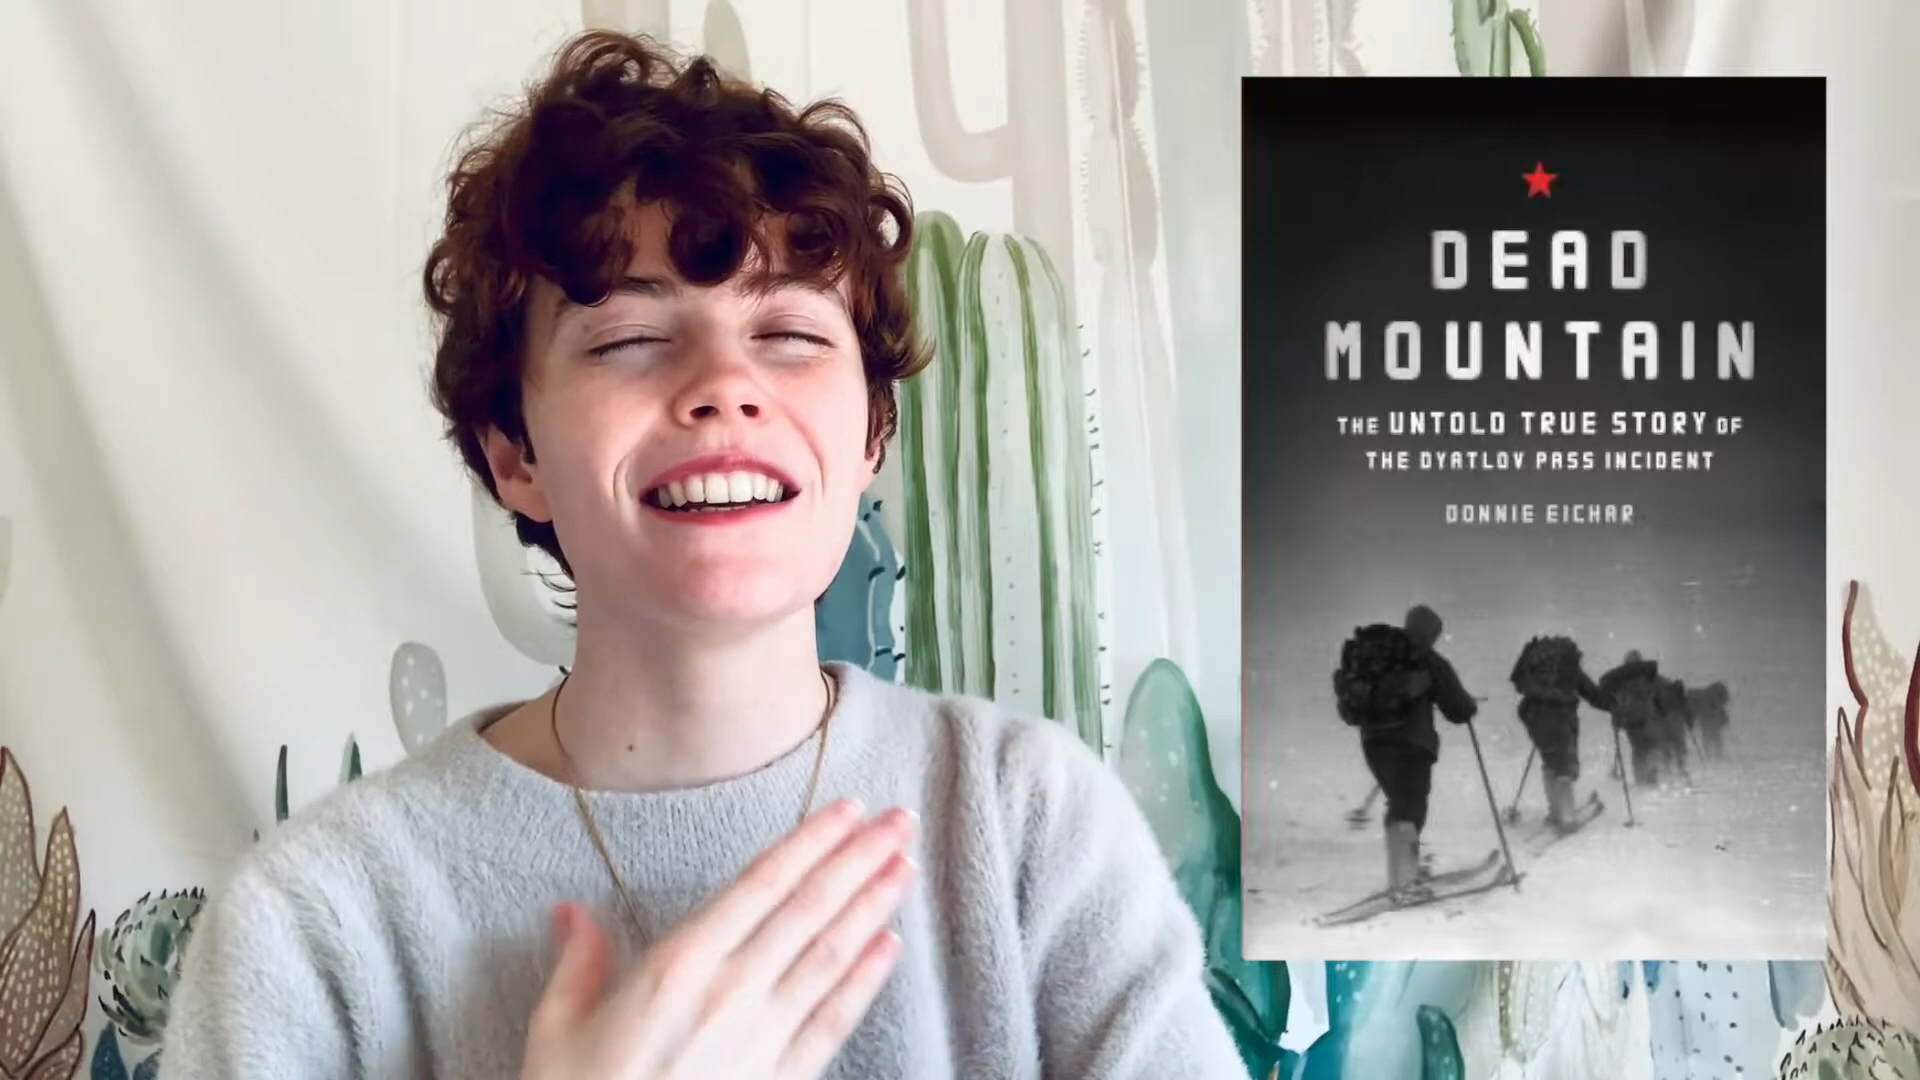 DEAD
MOUNTAIN
THE UNTOLD TRUE STORY OF
THE DYATLOV PASS INCIDENT
DONNIE EICHAR